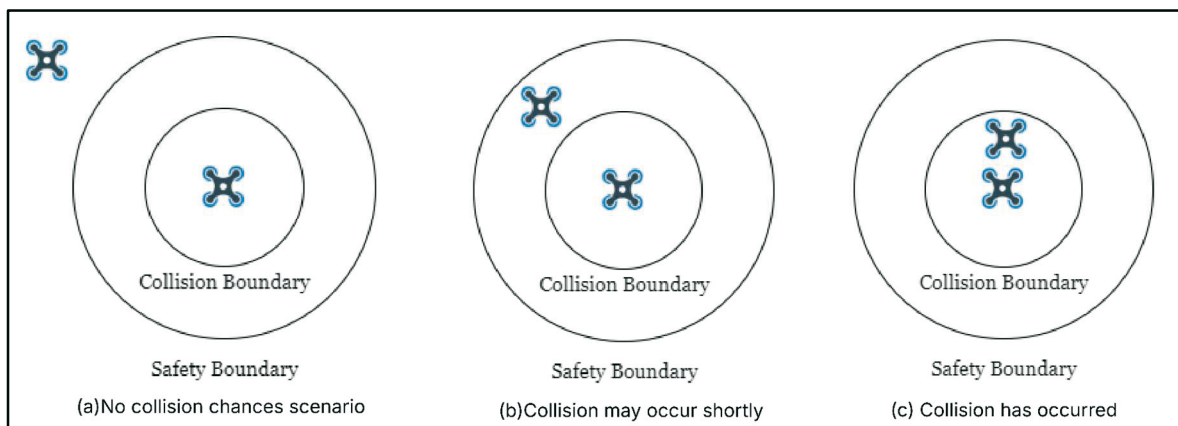 Collision Boundary
Safety Boundary
(a)No collision chances scenario
Collision Boundary
Safety Boundary
(b)Collision may occur shortly
Collision Boundary
Safety Boundary
(c) Collision has occurred